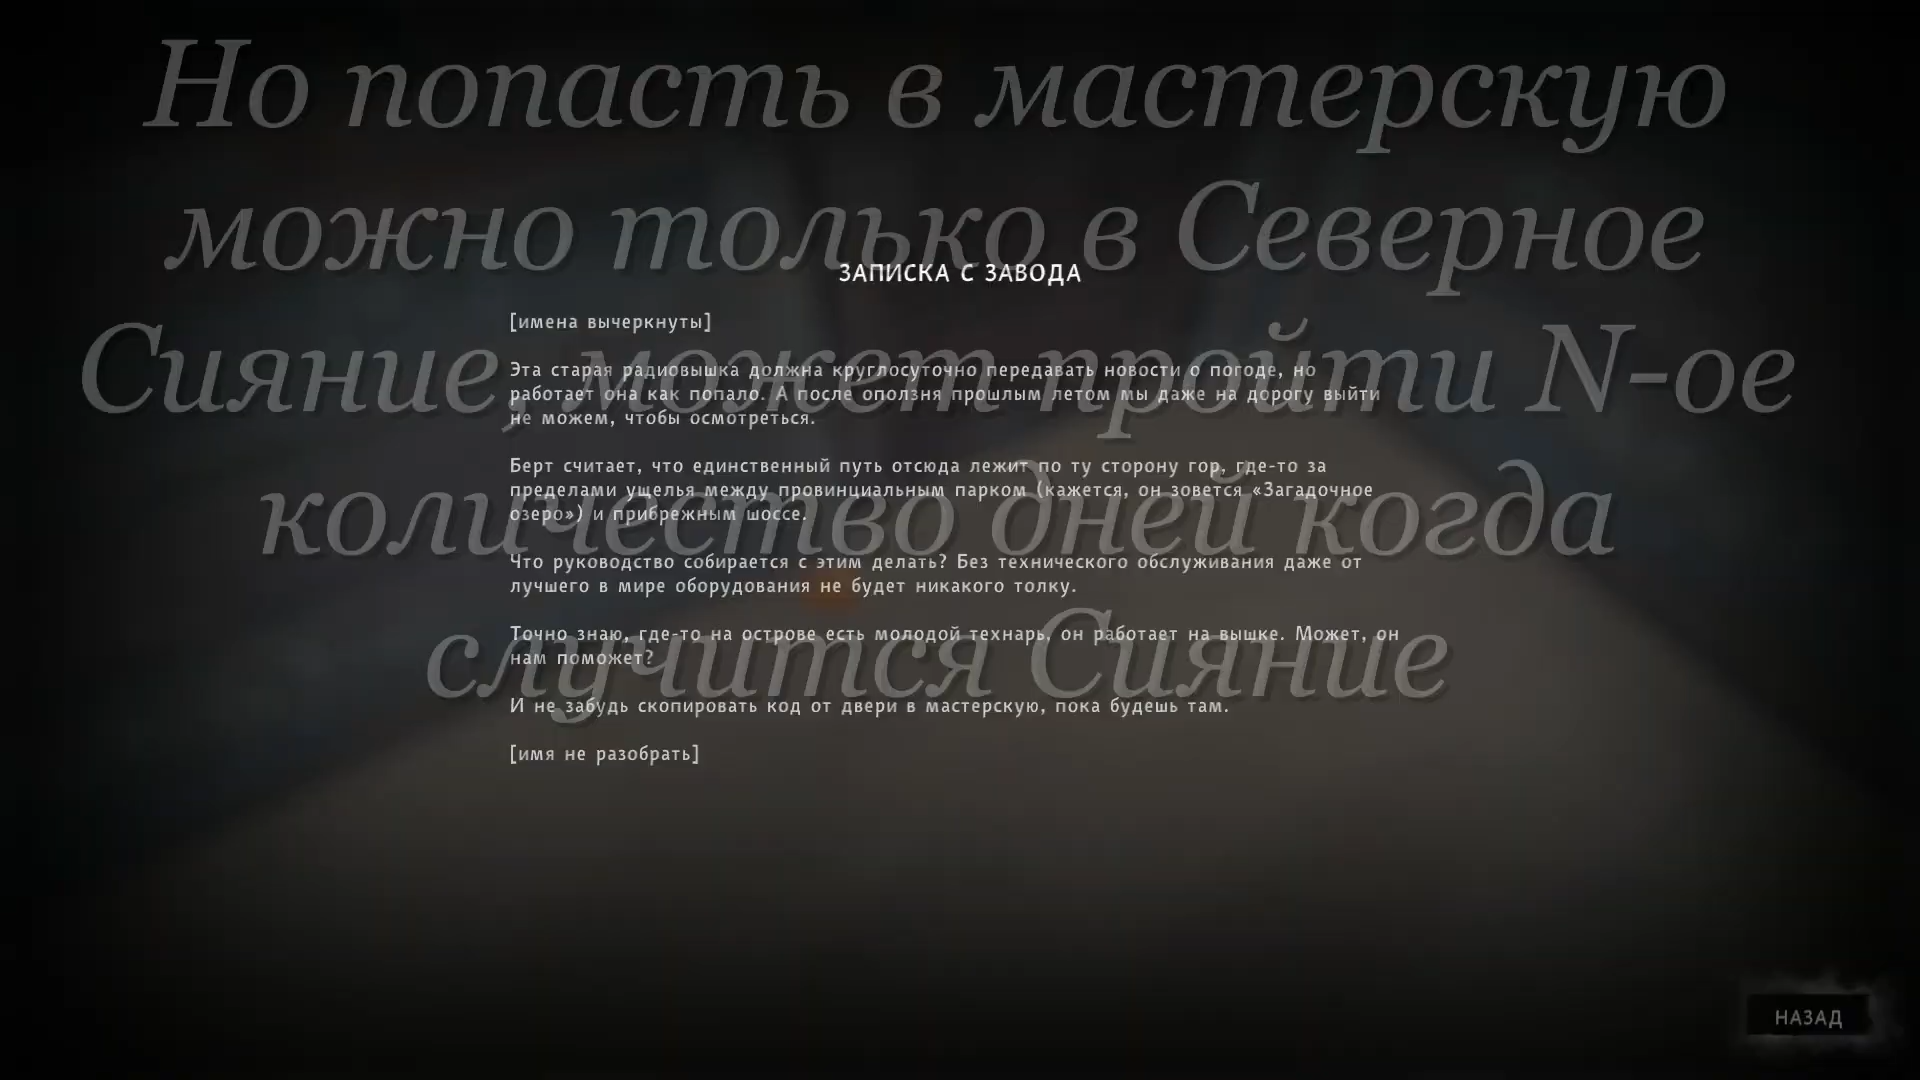 Но попасть в мастерскую
можно только в Северное
Сияние, может пройти N-ое
количество дней когда
случится Сияние
ЗАПИСКА С ЗАВОДА
[имена вычеркнуты]
Эта старая радиовышка должна круглосуточно передавать новости о погоде, но
работает она как попало. А после оползня прошлым летом мы даже на дорогу выйти
не можем, чтобы осмотреться.
Берт считает, что единственный путь отсюда лежит по ту сторону гор, где-то за
пределами ущелья между провинциальным парком (кажется, он зовется «Загадочное
озеро») и прибрежным шоссе.
Что руководство собирается с этим делать? Без технического обслуживания даже от
лучшего в мире оборудования не будет никакого толку.
Точно знаю, где-то на острове есть молодой технарь, он работает на вышке. Может, он
нам поможет?
И не забудь скопировать код от двери в мастерскую, пока будешь там.
[имя не разобрать]
НАЗАД